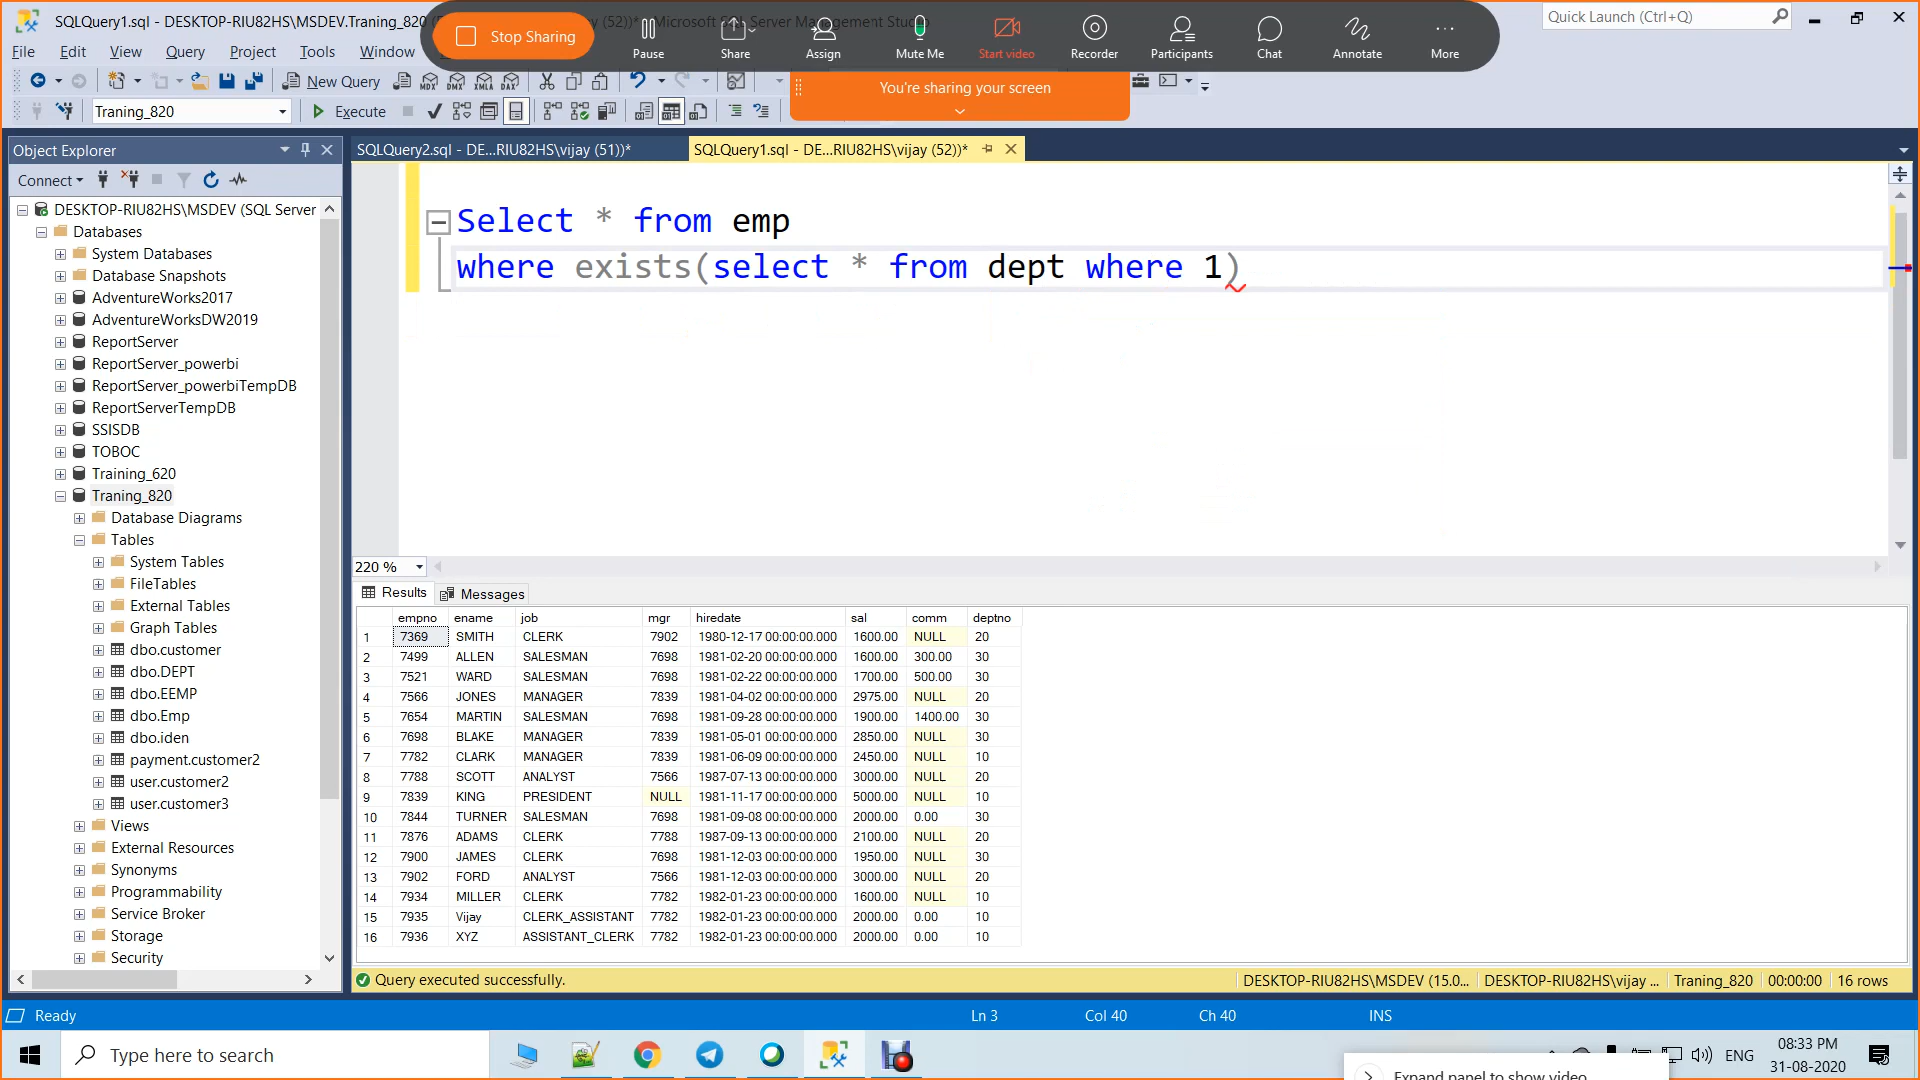 SQLQuery1.sql - DESKTOP-RIU82HS\MSDEV.Traning_820
Stop Sharing
Pause
Share
Assign
Mute Me
Start video
Recorder
Participants
Chat
Annotate
More
Quick Launch (Ctrl+Q)
File Edit View Query Project Tools Window
New Query
You're sharing your screen
Traning_820
Execute
Object Explorer
Connect
DESKTOP-RIU82HS\MSDEV (SQL Server
Databases
System Databases
Database Snapshots
AdventureWorks2017
AdventureWorksDW2019
ReportServer
ReportServer_powerbi
ReportServer_powerbiTempDB
ReportServerTempDB
SSISDB
TOBOC
Training_620
Traning_820
Database Diagrams
Tables
System Tables
FileTables
External Tables
Graph Tables
dbo.customer
dbo.DEPT
dbo.EEMP
dbo.Emp
dbo.iden
payment.customer2
user.customer2
user.customer3
Views
External Resources
Synonyms
Programmability
Service Broker
Storage
Security
SQLQuery2.sql - DE...RIU82HS\vijay (51))*
SQLQuery1.sql - DE...RIU82HS\vijay (52))*
Select * from emp
where exists(select * from dept where 1)
220 %
Results Messages
empno ename job mgr hiredate sal comm deptno
1 7369 SMITH CLERK 7902 1980-12-17 00:00:00.000 1600.00 NULL 20
2 7499 ALLEN SALESMAN 7698 1981-02-20 00:00:00.000 1600.00 300.00 30
3 7521 WARD SALESMAN 7698 1981-02-22 00:00:00.000 1700.00 500.00 30
4 7566 JONES MANAGER 7839 1981-04-02 00:00:00.000 2975.00 NULL 20
5 7654 MARTIN SALESMAN 7698 1981-09-28 00:00:00.000 1900.00 1400.00 30
6 7698 BLAKE MANAGER 7839 1981-05-01 00:00:00.000 2850.00 NULL 30
7 7782 CLARK MANAGER 7839 1981-06-09 00:00:00.000 2450.00 NULL 10
8 7788 SCOTT ANALYST 7566 1987-07-13 00:00:00.000 3000.00 NULL 20
9 7839 KING PRESIDENT NULL 1981-11-17 00:00:00.000 5000.00 NULL 10
10 7844 TURNER SALESMAN 7698 1981-09-08 00:00:00.000 2000.00 0.00 30
11 7876 ADAMS CLERK 7788 1987-09-13 00:00:00.000 2100.00 NULL 20
12 7900 JAMES CLERK 7698 1981-12-03 00:00:00.000 1950.00 NULL 30
13 7902 FORD ANALYST 7566 1981-12-03 00:00:00.000 3000.00 NULL 20
14 7934 MILLER CLERK 7782 1982-01-23 00:00:00.000 1600.00 NULL 10
15 7935 Vijay CLERK_ASSISTANT 7782 1982-01-23 00:00:00.000 2000.00 0.00 10
16 7936 XYZ ASSISTANT_CLERK 7782 1982-01-23 00:00:00.000 2000.00 0.00 10
Query executed successfully.
DESKTOP-RIU82HS\MSDEV (15.0... DESKTOP-RIU82HS\vijay ... Traning_820 00:00:00 16 rows
Ready
Ln 3 Col 40 Ch 40 INS
Type here to search
ENG
08:33 PM
31-08-2020
Expand panel to show video